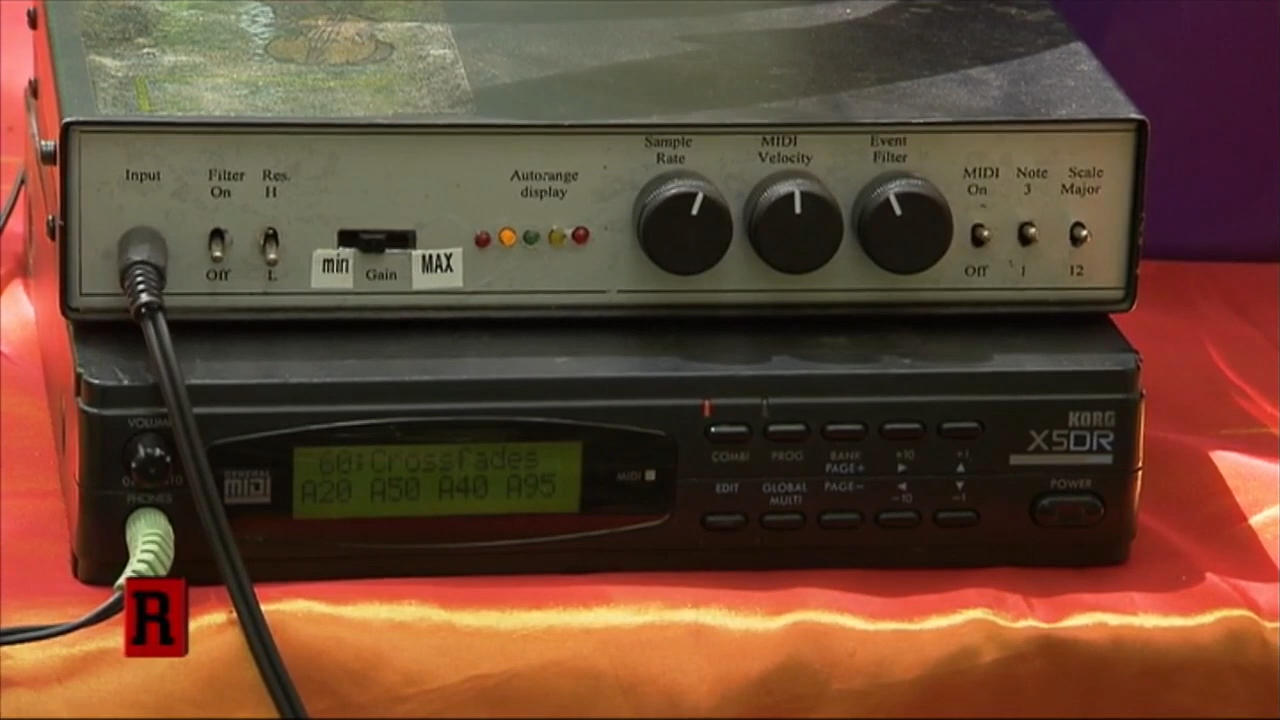 Input
Filter
On
Off
Res.
H
L
min
Gain
MAX
Autorange
display
Sample
Rate
MIDI
Velocity
Event
Filter
MIDI
On
Off
Note
3
1
Scale
Major
12
VOLUME
PHONES
GENERAL
MIDI
60:Crossfades
A20 A50 A40 A95
MIDI
COMBI
PROG
BANK
PAGE+
+10
+1
EDIT
GLOBAL
MULTI
PAGE-
-10
-1
KORG
X5DR
POWER
R